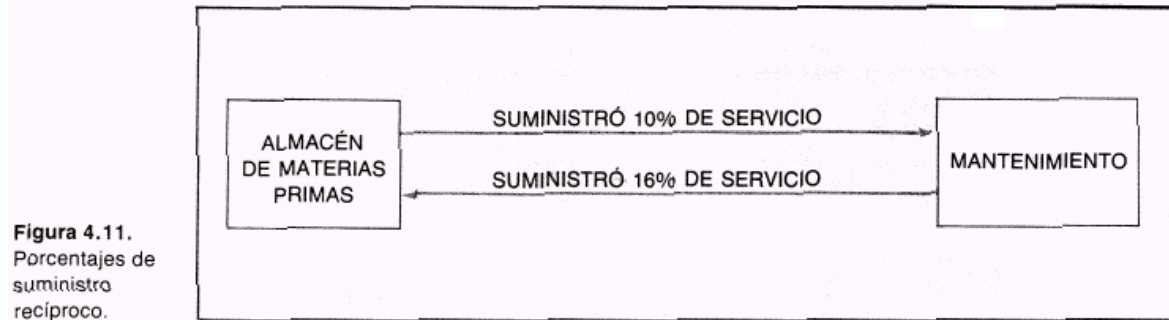 ALMACÉN
DE MATERIAS
PRIMAS
SUMINISTRÓ 10% DE SERVICIO
SUMINISTRÓ 16% DE SERVICIO
MANTENIMIENTO
Figura 4.11.
Porcentajes de
suministro
recíproco.